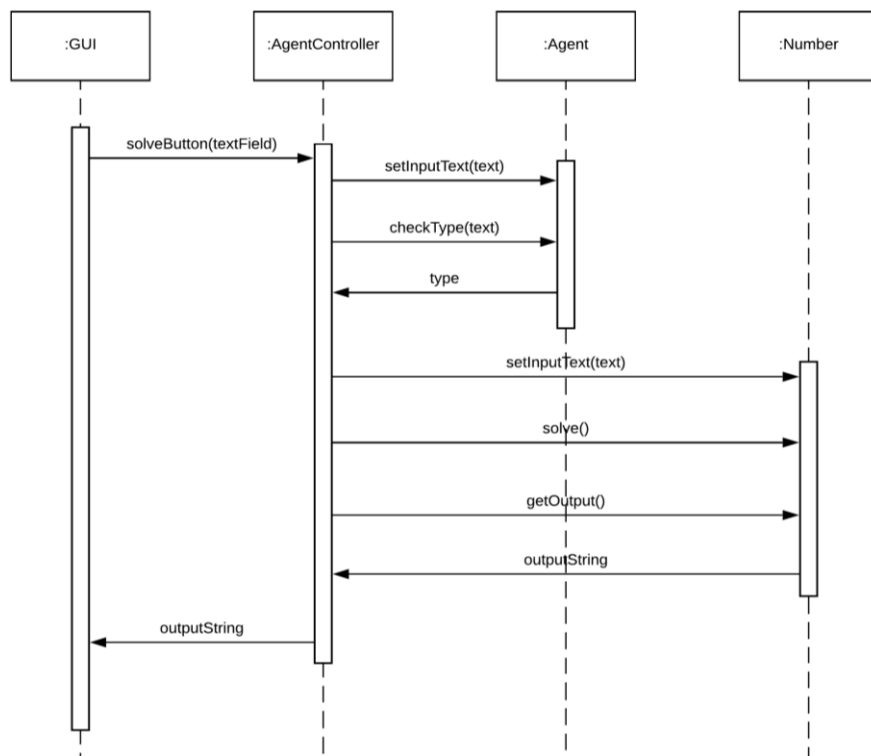 :GUI
:AgentController
:Agent
:Number
solveButton(textField)
setInputText(text)
checkType(text)
type
setInputText(text)
solve()
getOutput()
outputString
outputString